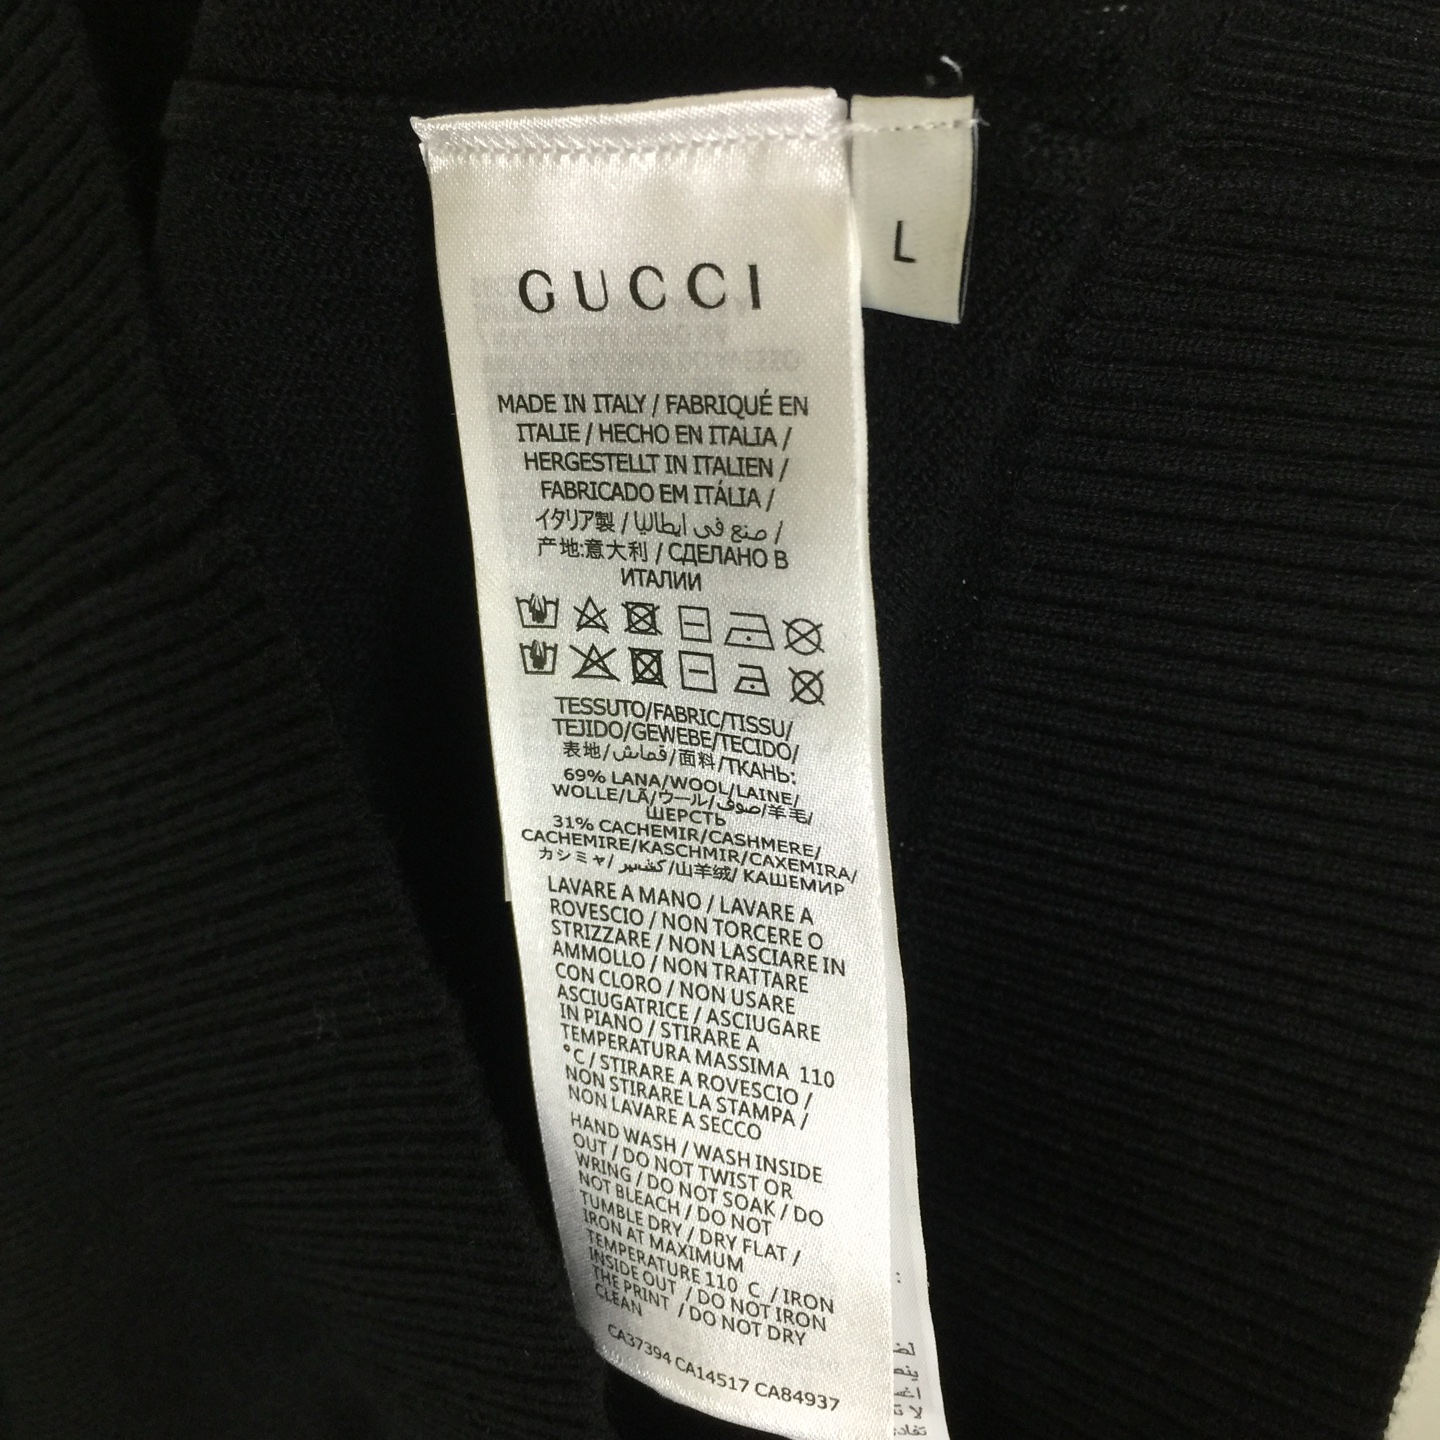 GUCCI
L
MADE IN ITALY / FABRIQUÉ EN
ITALIE / HECHO EN ITALIA /
HERGESTELLT IN ITALIEN /
FABRICADO EM ITÁLIA /
イタリア製 / صنع في ايطاليا /
产地:意大利 / СДЕЛАНО В
ИТАЛИИ
TESSUTO/FABRIC/TISSU/
TEJIDO/GEWEBE/TECIDO/
表地/قماش/面料/ТКАНЬ:
69% LANA/WOOL/LAINE/
WOLLE/LÃ/ウール/صوف/羊毛/
ШЕРСТЬ
31% CACHEMIR/CASHMERE/
CACHEMIRE/KASCHMIR/CAXEMIRA/
カシミヤ/كشمير/山羊绒/КАШЕМИР
LAVARE A MANO / LAVARE A
ROVESCIO / NON TORCERE O
STRIZZARE / NON LASCIARE IN
AMMOLLO / NON TRATTARE
CON CLORO / NON USARE
ASCIUGATRICE / ASCIUGARE
IN PIANO / STIRARE A
TEMPERATURA MASSIMA 110
°C / STIRARE A ROVESCIO /
NON STIRARE LA STAMPA /
NON LAVARE A SECCO
HAND WASH / WASH INSIDE
OUT / DO NOT TWIST OR
WRING / DO NOT SOAK / DO
NOT BLEACH / DO NOT
TUMBLE DRY / DRY FLAT /
IRON AT MAXIMUM
TEMPERATURE 110 C / IRON
INSIDE OUT / DO NOT IRON
THE PRINT / DO NOT DRY
CLEAN
CA37394 CA14517 CA84937